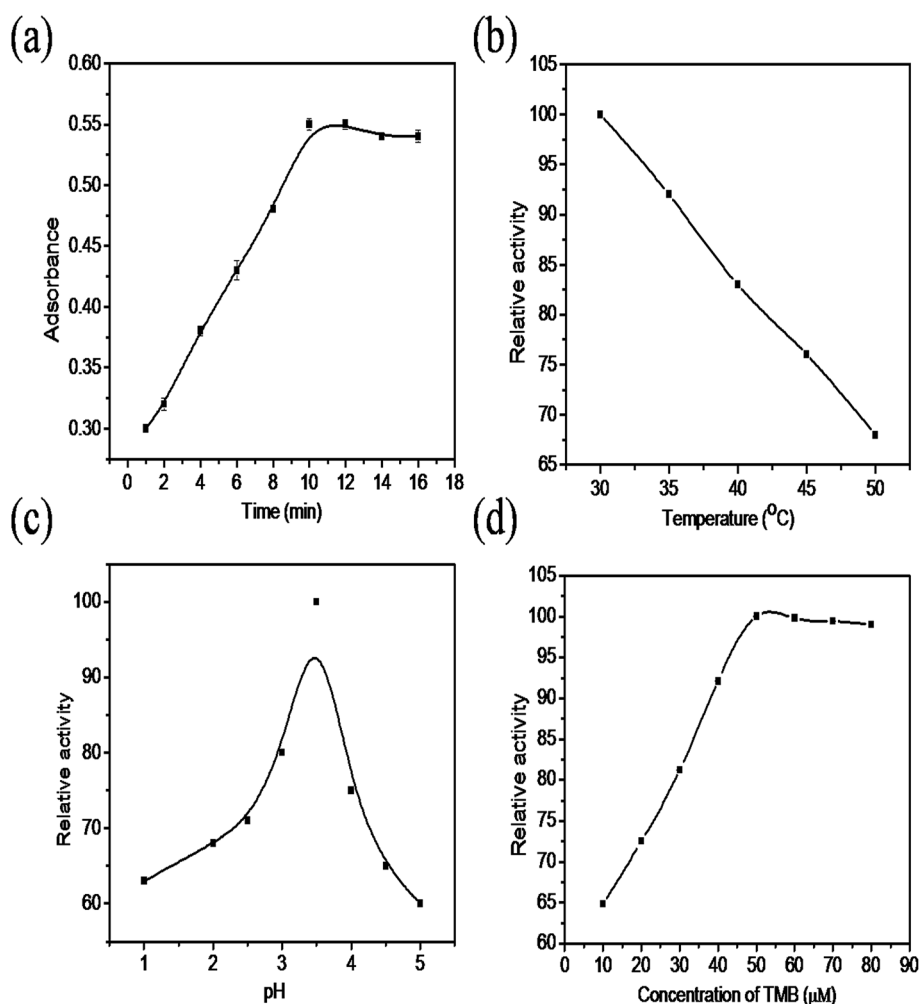 (a)
0.60
0.55
0.50
0.45
0.40
0.35
0.30
Adsorbance
0 2 4 6 8 10 12 14 16 18
Time (min)
(b)
105
100
95
90
85
80
75
70
65
Relative activity
30 35 40 45 50
Temperature (°C)
(c)
100
90
80
70
60
Relative activity
1 2 3 4 5
pH
(d)
105
100
95
90
85
80
75
70
65
60
Relative activity
0 10 20 30 40 50 60 70 80 90
Concentration of TMB (μM)